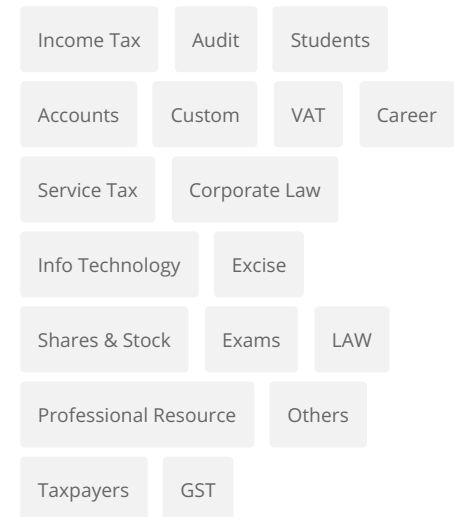 Income Tax Audit Students
Accounts Custom VAT Career
Service Tax Corporate Law
Info Technology Excise
Shares & Stock Exams LAW
Professional Resource Others
Taxpayers GST